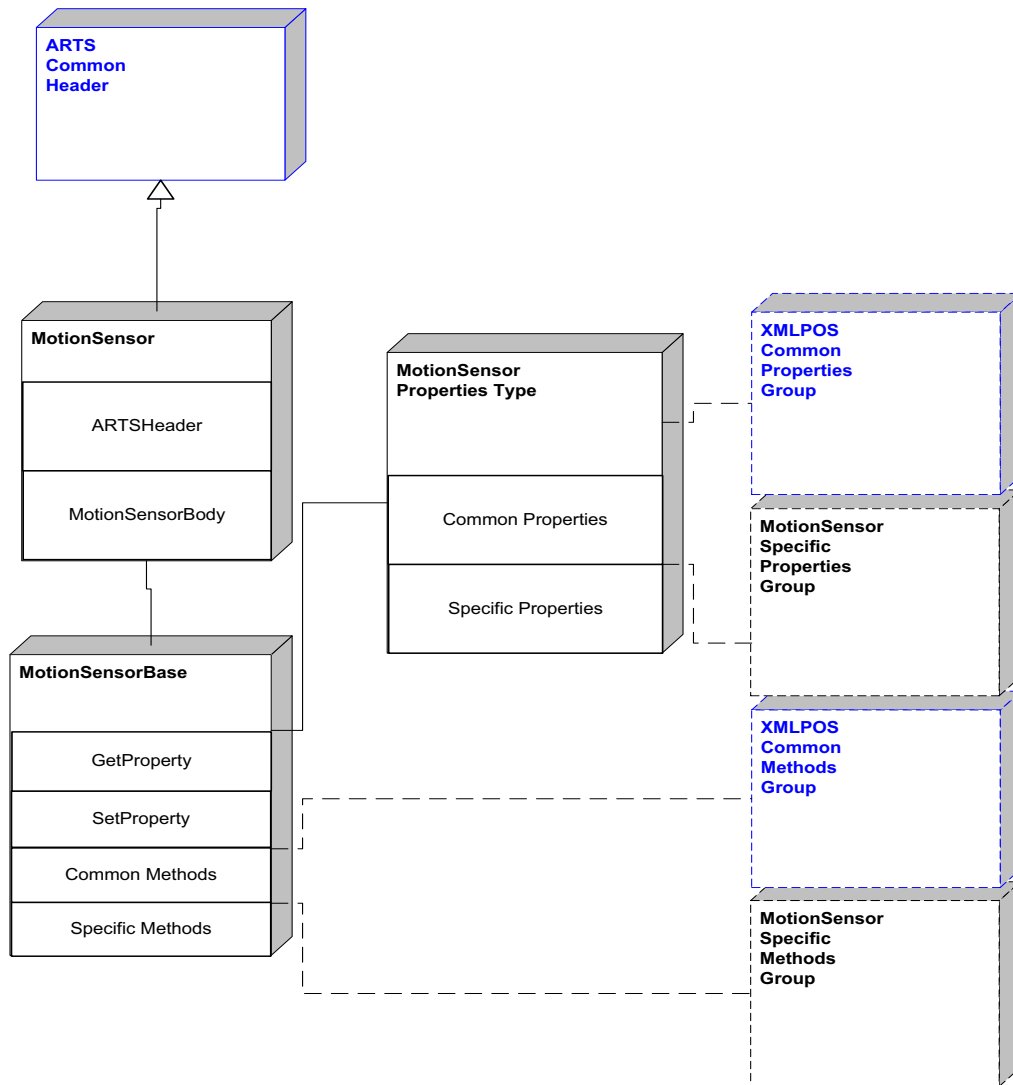 ARTS
Common
Header
MotionSensor
ARTSHeader
MotionSensorBody
MotionSensorBase
GetProperty
SetProperty
Common Methods
Specific Methods
MotionSensor
Properties Type
Common Properties
Specific Properties
XMLPOS
Common
Properties
Group
MotionSensor
Specific
Properties
Group
XMLPOS
Common
Methods
Group
MotionSensor
Specific
Methods
Group